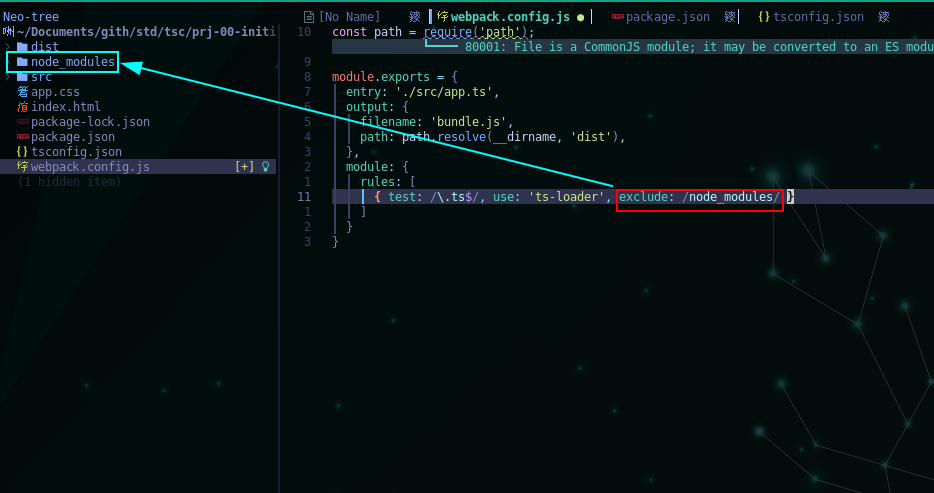 Neo-tree
[No Name] webpack.config.js ● package.json {} tsconfig.json
~/Documents/gith/std/tsc/prj-00-initi
dist
node_modules
src
app.css
index.html
package-lock.json
package.json
{} tsconfig.json
webpack.config.js [+]
(1 hidden item)
10 const path = require('path');
80001: File is a CommonJS module; it may be converted to an ES modu
9
8 module.exports = {
7 entry: './src/app.ts',
6 output: {
5 filename: 'bundle.js',
4 path: path.resolve(__dirname, 'dist'),
3 },
2 module: {
1 rules: [
11 { test: /\.ts$/, use: 'ts-loader', exclude: /node_modules/ }
1 ]
2 }
3 }